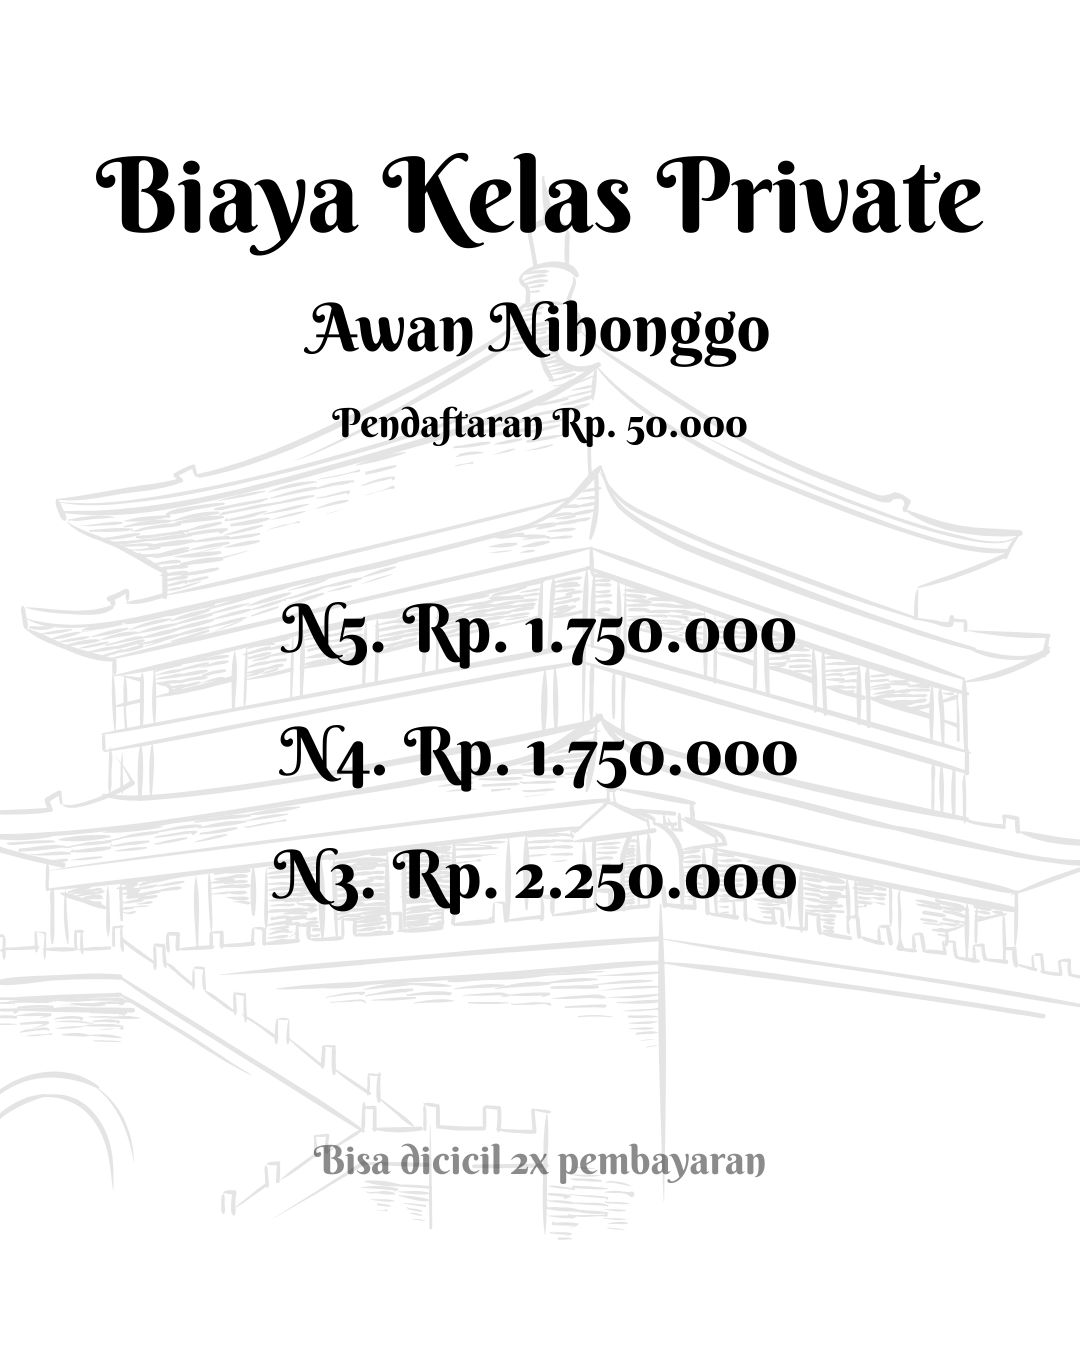 Biaya Kelas Private
Awan Nihonggo
Pendaftaran Rp. 50.000
N5. Rp. 1.750.000
N4. Rp. 1.750.000
N3. Rp. 2.250.000
Bisa dicicil 2x pembayaran